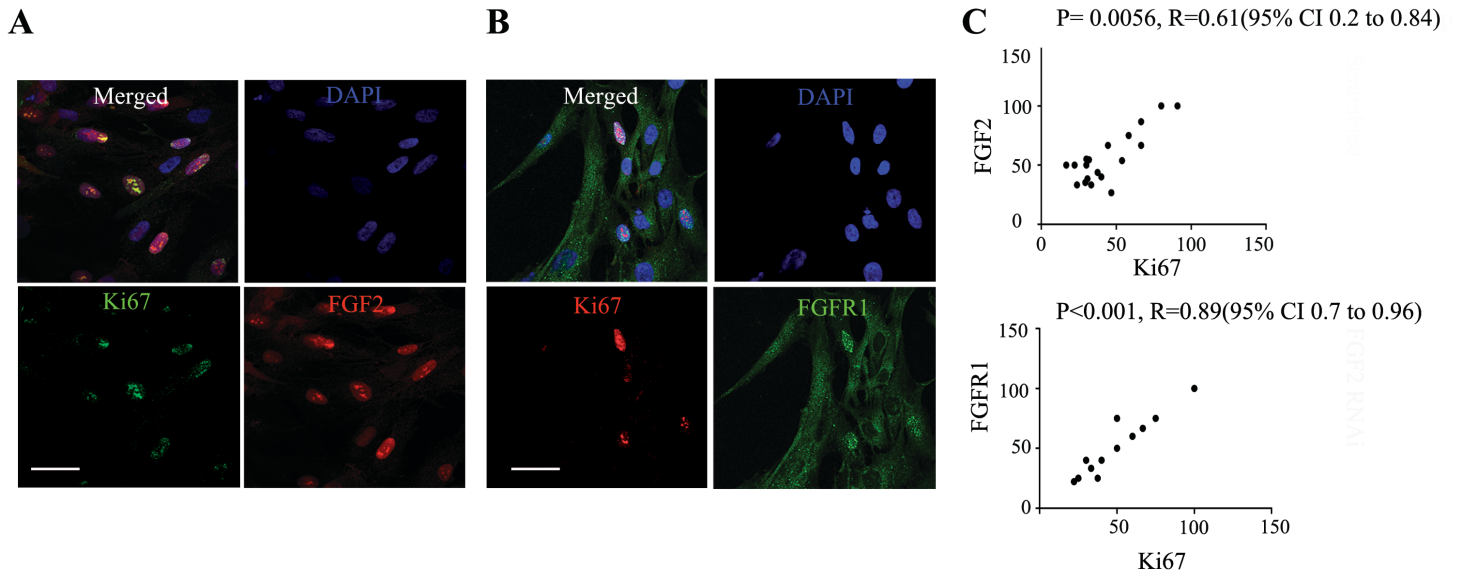 A
B
C
P= 0.0056, R=0.61(95% CI 0.2 to 0.84)
Merged
DAPI
Ki67
FGF2
Merged
DAPI
Ki67
FGFR1
150
100
50
0
FGF2
0
50
100
150
Ki67
P<0.001, R=0.89(95% CI 0.7 to 0.96)
150
100
50
0
FGFR1
50
100
150
Ki67
FGF2 RNAi